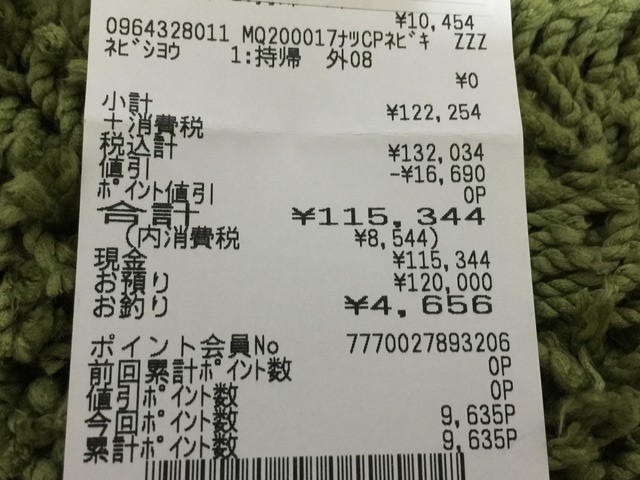 ¥10,454
0964328011 MQ200017ﾅﾂCPﾈﾋﾞｷ ZZZ
ﾈﾋﾞｼﾖｳ 1:持帰 外08
¥0
小計 ¥122,254
＋消費税
税込計 ¥132,034
値引 -¥16,690
ﾎﾟｲﾝﾄ値引 0P
合計 ¥115,344
(内消費税 ¥8,544)
現金 ¥115,344
お預り ¥120,000
お釣り ¥4,656
ポイント会員No 7770027893206
前回累計ﾎﾟｲﾝﾄ数 0P
値引ﾎﾟｲﾝﾄ数 0P
今回ﾎﾟｲﾝﾄ数 9,635P
累計ﾎﾟｲﾝﾄ数 9,635P